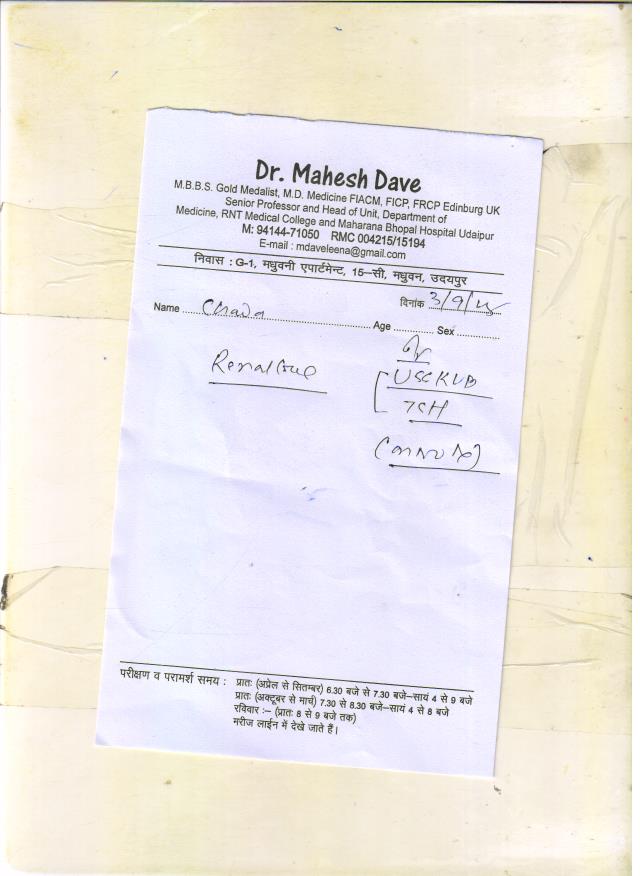 Dr. Mahesh Dave
M.B.B.S. Gold Medalist, M.D. Medicine FIACM, FICP, FRCP Edinburg UK
Senior Professor and Head of Unit, Department of
Medicine, RNT Medical College and Maharana Bhopal Hospital Udaipur
M: 94144-71050 RMC 004215/15194
E-mail : mdaveleena@gmail.com
निवास : G-1, मधुवनी एपार्टमेन्ट, 15–सी, मधुवन, उदयपुर
दिनांक 3/9/
Name .... ........ Age ........... Sex ............
Renal
USG KUB
परीक्षण व परामर्श समय : प्रातः (अप्रेल से सितम्बर) 6.30 बजे से 7.30 बजे–सायं 4 से 9 बजे
प्रातः (अक्टूबर से मार्च) 7.30 से 8.30 बजे–सायं 4 से 8 बजे
रविवार :– (प्रातः 8 से 9 बजे तक)
मरीज लाईन में देखे जाते हैं।